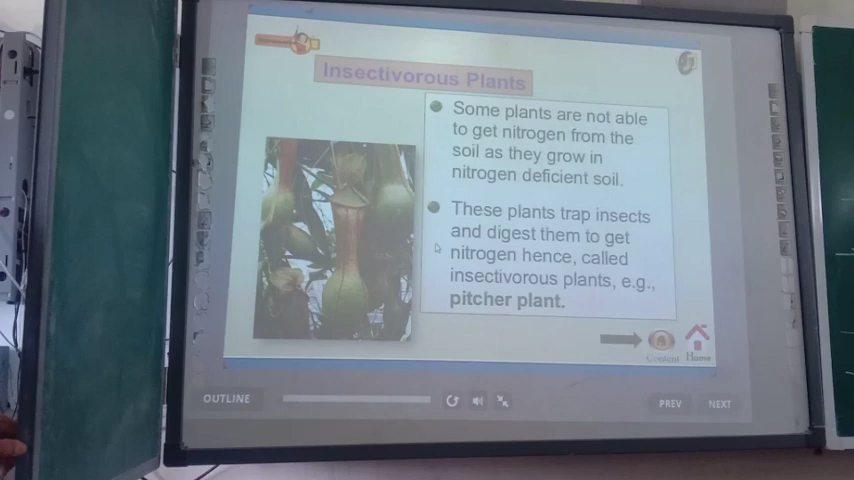 Insectivorous Plants
Some plants are not able
to get nitrogen from the
soil as they grow in
nitrogen deficient soil.
These plants trap insects
and digest them to get
nitrogen hence, called
insectivorous plants, e.g.,
pitcher plant.
Content
Home
OUTLINE
PREV
NEXT